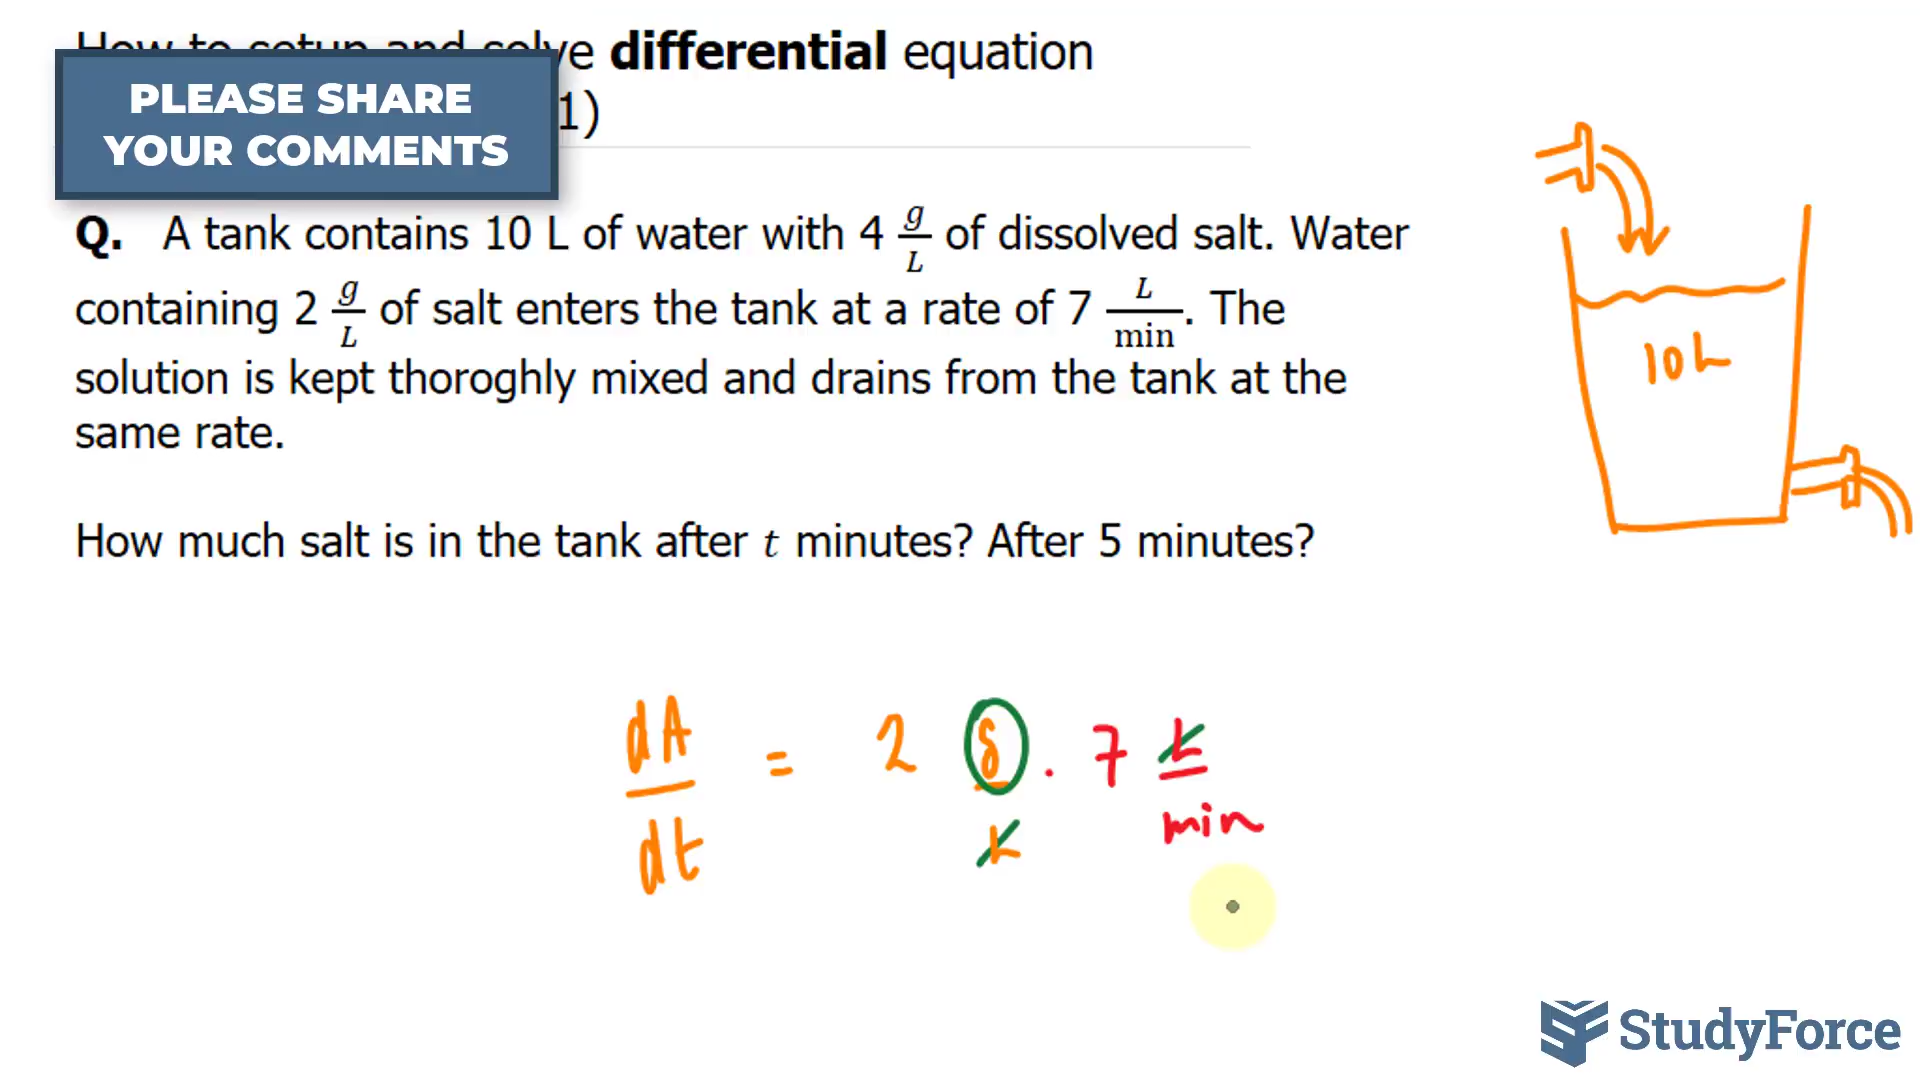 How to setup and solve differential equation
PLEASE SHARE
YOUR COMMENTS
1)
Q. A tank contains 10 L of water with 4 g/L of dissolved salt. Water
containing 2 g/L of salt enters the tank at a rate of 7 L/min. The
solution is kept thoroghly mixed and drains from the tank at the
same rate.
How much salt is in the tank after t minutes? After 5 minutes?
10 L
dA/dt = 2 g/L · 7 L/min
StudyForce